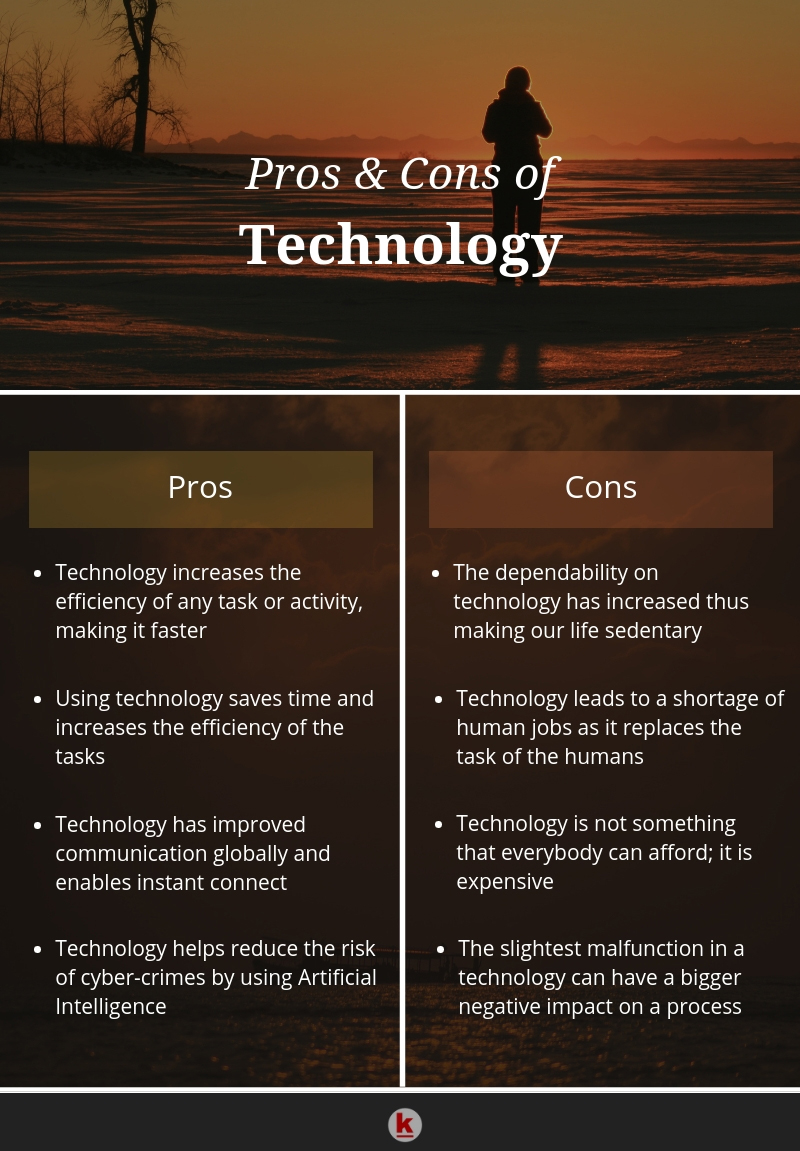 Pros & Cons of
Technology
Pros
• Technology increases the
efficiency of any task or activity,
making it faster
• Using technology saves time and
increases the efficiency of the
tasks
• Technology has improved
communication globally and
enables instant connect
• Technology helps reduce the risk
of cyber-crimes by using Artificial
Intelligence
Cons
• The dependability on
technology has increased thus
making our life sedentary
• Technology leads to a shortage of
human jobs as it replaces the
task of the humans
• Technology is not something
that everybody can afford; it is
expensive
• The slightest malfunction in a
technology can have a bigger
negative impact on a process
k